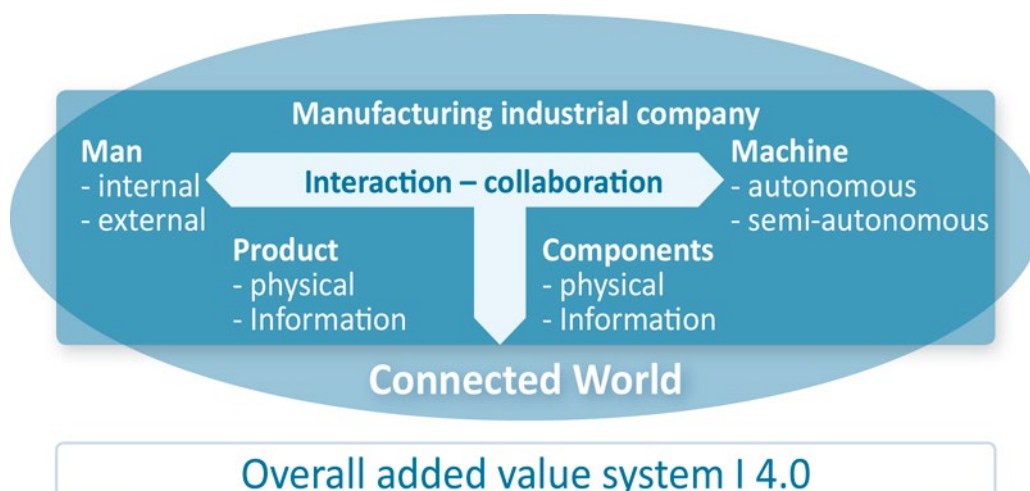 Manufacturing industrial company
Man
- internal
- external
Interaction – collaboration
Machine
- autonomous
- semi-autonomous
Product
- physical
- Information
Components
- physical
- Information
Connected World
Overall added value system I 4.0